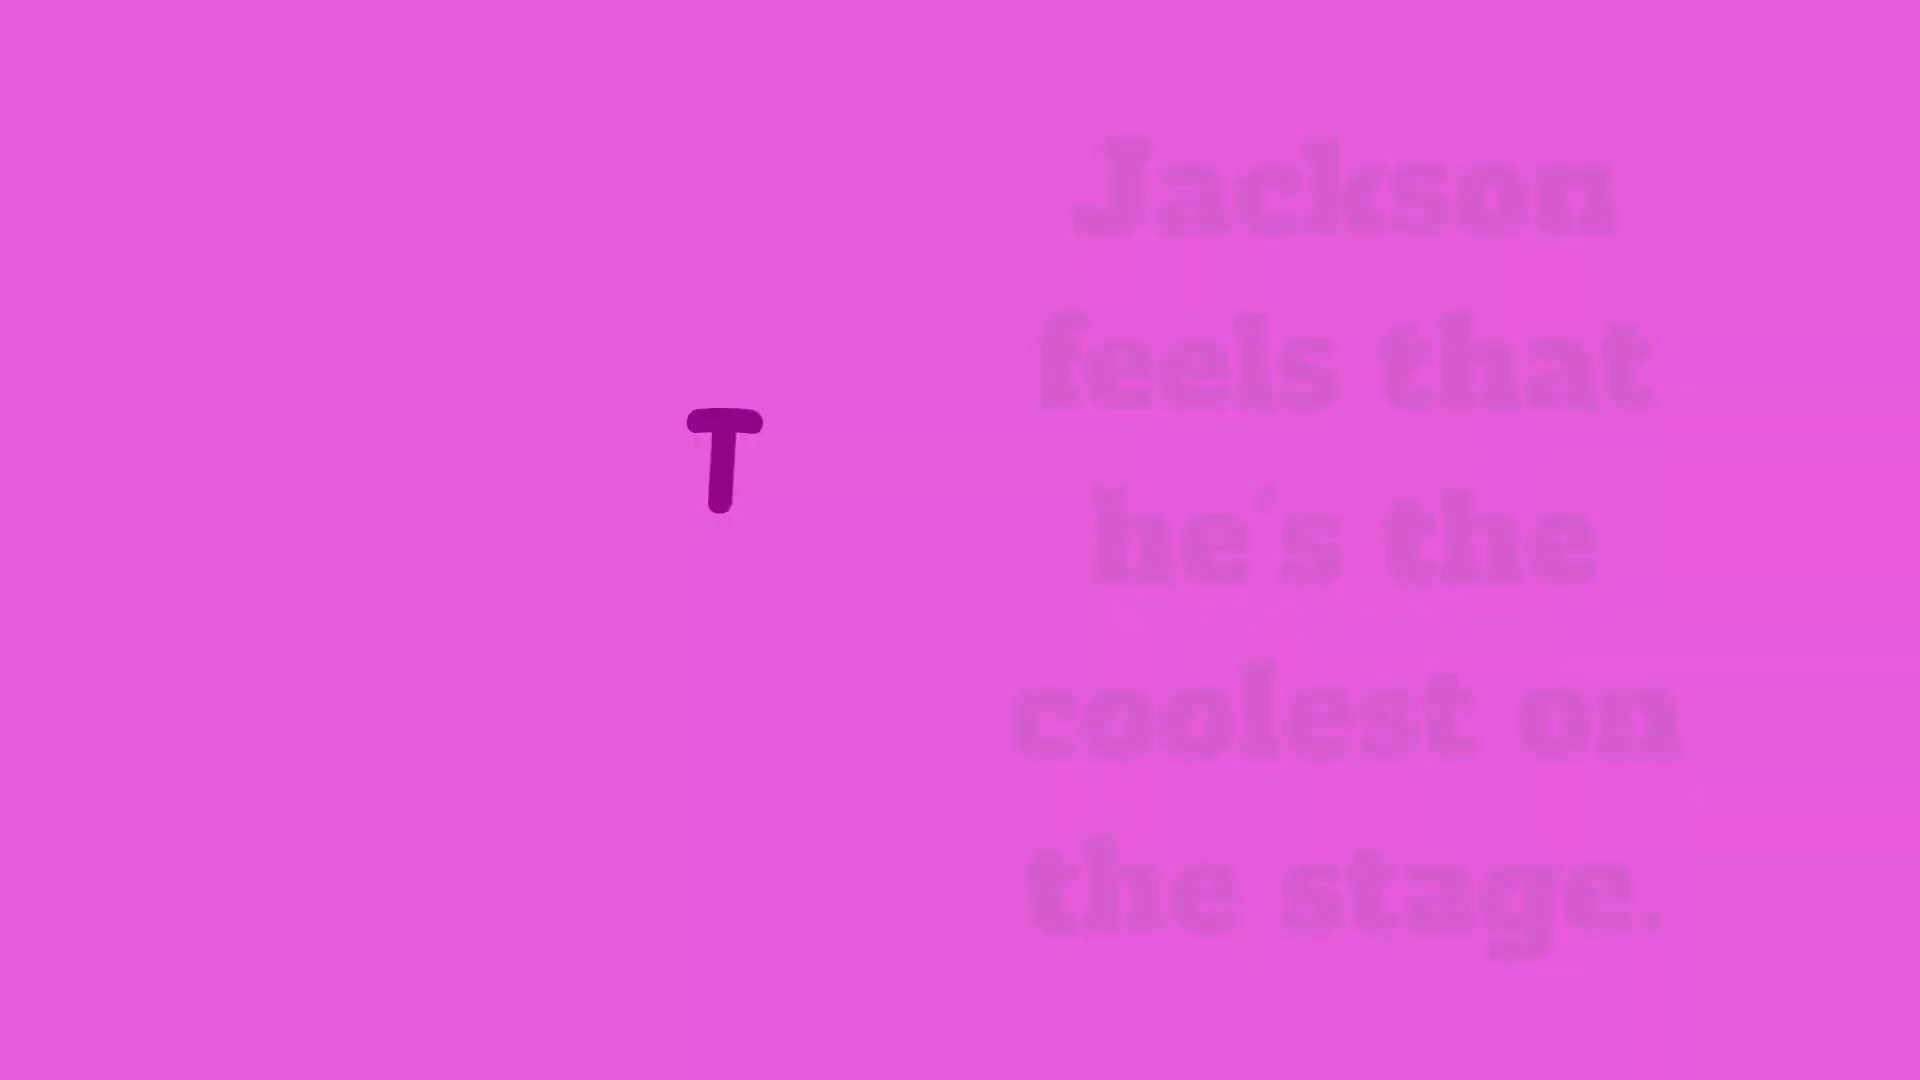 T
Jackson
feels that
he's the
coolest on
the stage.